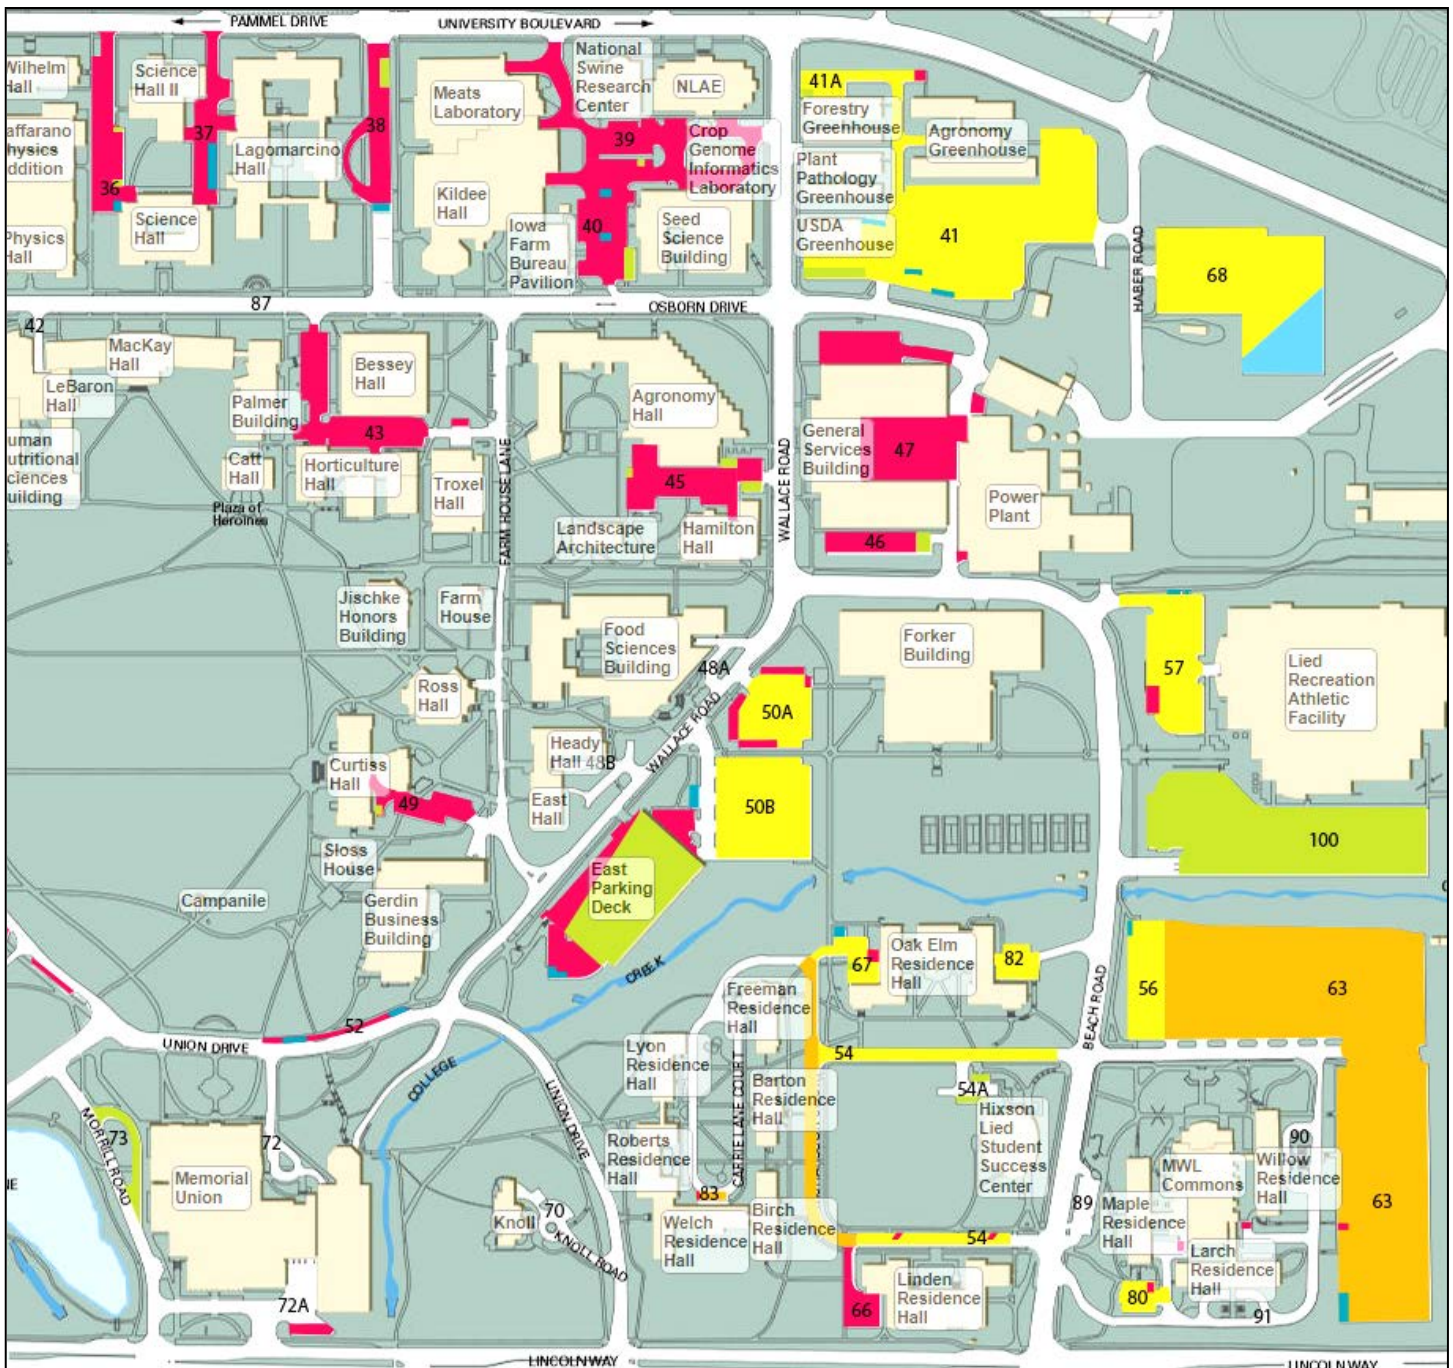 PAMMEL DRIVE
UNIVERSITY BOULEVARD
Wilhelm
Hall
Science
Hall II
37
38
Lagomarcino
Hall
Meats
Laboratory
National
Swine
Research
Center
NLAE
41A
Forestry
Greenhouse
Agronomy
Greenhouse
affarano
hysics
ddition
36
39
Crop
Genome
Informatics
Laboratory
Plant
Pathology
Greenhouse
Science
Hall
Kildee
Hall
Physics
Hall
40
Iowa
Farm
Bureau
Pavilion
Seed
Science
Building
USDA
Greenhouse
41
HABER ROAD
68
87
OSBORN DRIVE
42
MacKay
Hall
LeBaron
Hall
Bessey
Hall
Palmer
Building
43
Agronomy
Hall
General
Services
Building
47
uman
utritional
ciences
uilding
Catt
Hall
Horticulture
Hall
Troxel
Hall
FARM HOUSE LANE
45
WALLACE ROAD
Plaza of
Heroines
Landscape
Architecture
Hamilton
Hall
Power
Plant
46
Jischke
Honors
Building
Farm
House
Food
Sciences
Building
48A
Forker
Building
57
Lied
Recreation
Athletic
Facility
Ross
Hall
50A
WALLACE ROAD
Curtiss
Hall
Heady
Hall
48B
49
East
Hall
50B
100
Sloss
House
East
Parking
Deck
Campanile
Gerdin
Business
Building
CREEK
67
Oak Elm
Residence
Hall
82
56
63
52
UNION DRIVE
Freeman
Residence
Hall
BEACH ROAD
Lyon
Residence
Hall
54
COLLEGE
CARRIE LANE COURT
Barton
Residence
Hall
54A
Hixson
Lied
Student
Success
Center
UNION DRIVE
MORRILL ROAD
73
72
Roberts
Residence
Hall
90
Memorial
Union
MWL
Commons
Willow
Residence
Hall
83
89
63
Knoll
70
KNOLL ROAD
Welch
Residence
Hall
Birch
Residence
Hall
54
Maple
Residence
Hall
Larch
Residence
Hall
72A
66
Linden
Residence
Hall
80
91
LINCOLN WAY
LINCOLN WAY